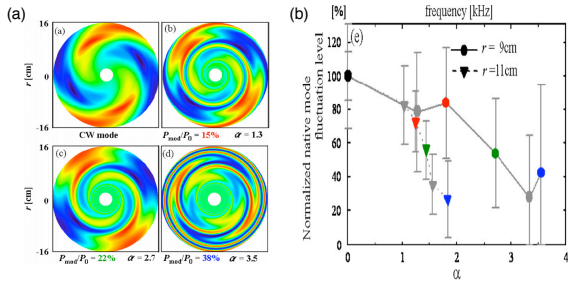 (a)
(b)
frequency [kHz]
[%]
(a)
(b)
(e)
16
r [cm]
0
-16
CW mode
P_mod/P_0 = 15%  α = 1.3
(c)
(d)
16
r [cm]
0
-16
P_mod/P_0 = 22%  α = 2.7
P_mod/P_0 = 38%  α = 3.5
Normalized native mode
fluctuation level
120
100
80
60
40
20
0
r = 9cm
r =11cm
0 1 2 3 4
α